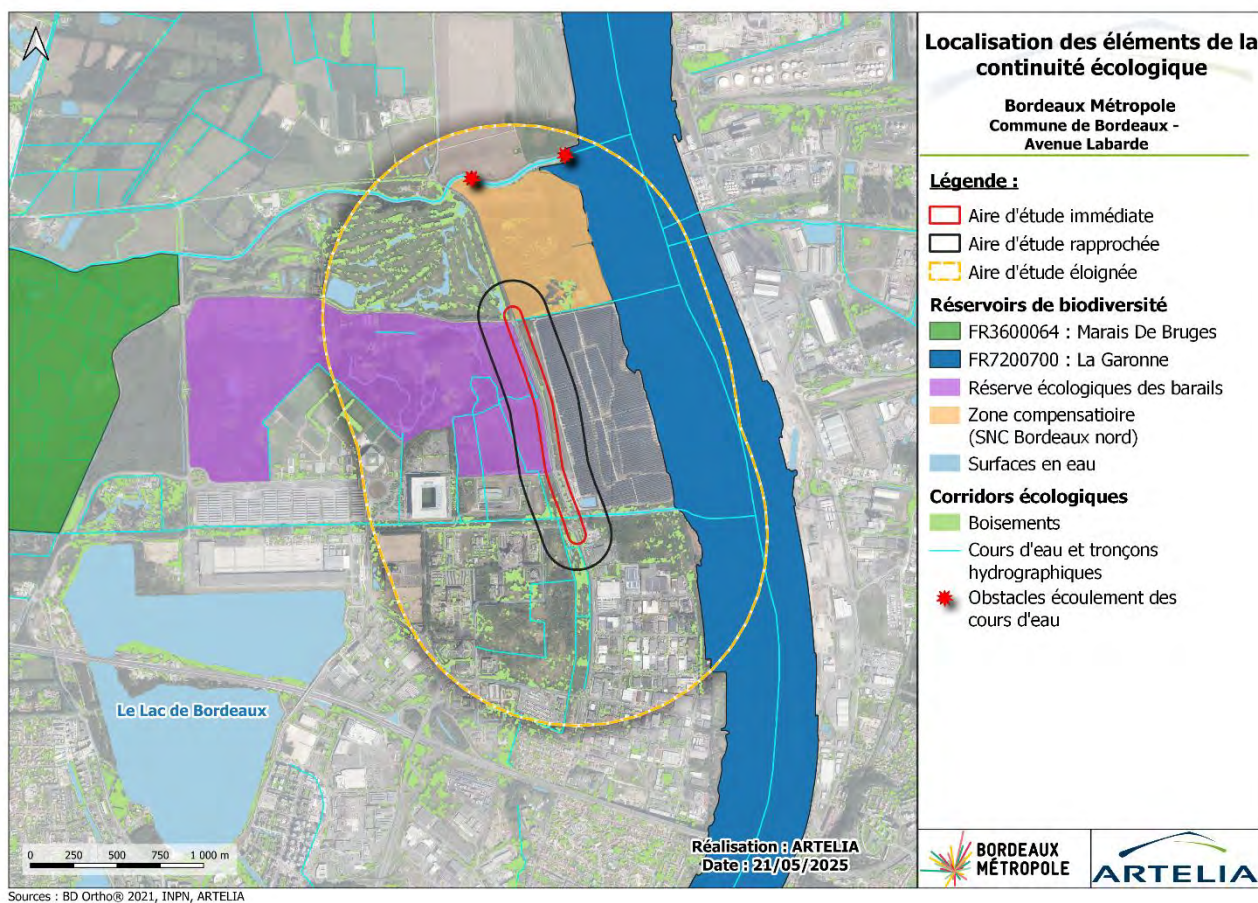 Localisation des éléments de la
continuité écologique
Bordeaux Métropole
Commune de Bordeaux -
Avenue Labarde
Légende :
Aire d'étude immédiate
Aire d'étude rapprochée
Aire d'étude éloignée
Réservoirs de biodiversité
FR3600064 : Marais De Bruges
FR7200700 : La Garonne
Réserve écologiques des barails
Zone compensatoire
(SNC Bordeaux nord)
Surfaces en eau
Corridors écologiques
Boisements
Cours d'eau et tronçons
hydrographiques
Obstacles écoulement des
cours d'eau
Le Lac de Bordeaux
0 250 500 750 1 000 m
Réalisation : ARTELIA
Date : 21/05/2025
BORDEAUX
MÉTROPOLE
ARTELIA
Sources : BD Ortho® 2021, INPN, ARTELIA